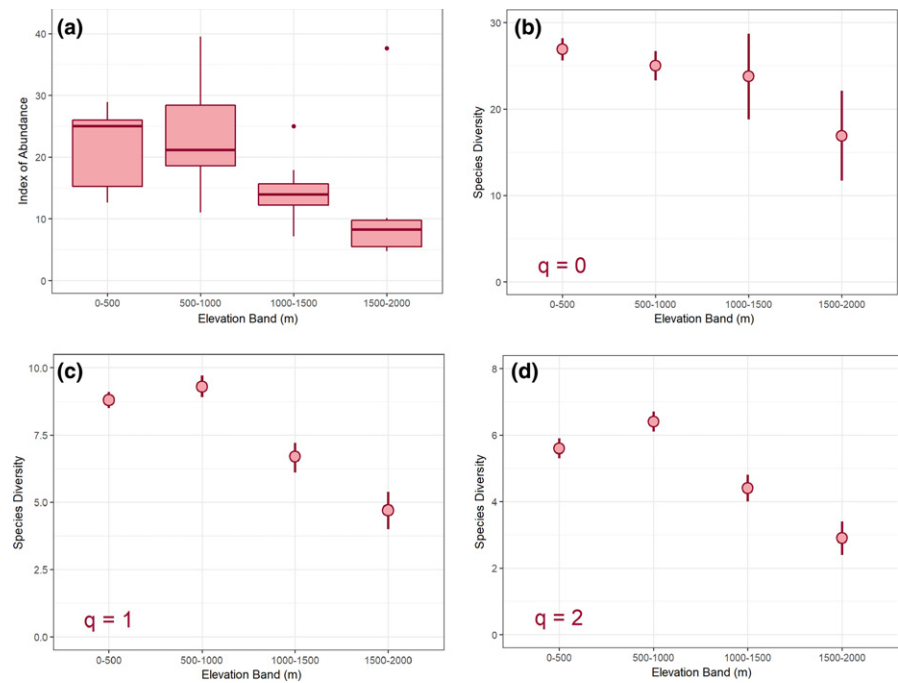 (a)
Index of Abundance
40
30
20
10
0
0-500 500-1000 1000-1500 1500-2000
Elevation Band (m)
(b)
Species Diversity
30
20
10
0
q = 0
0-500 500-1000 1000-1500 1500-2000
Elevation Band (m)
(c)
Species Diversity
10.0
7.5
5.0
2.5
0.0
q = 1
0-500 500-1000 1000-1500 1500-2000
Elevation Band (m)
(d)
Species Diversity
8
6
4
2
0
q = 2
0-500 500-1000 1000-1500 1500-2000
Elevation Band (m)